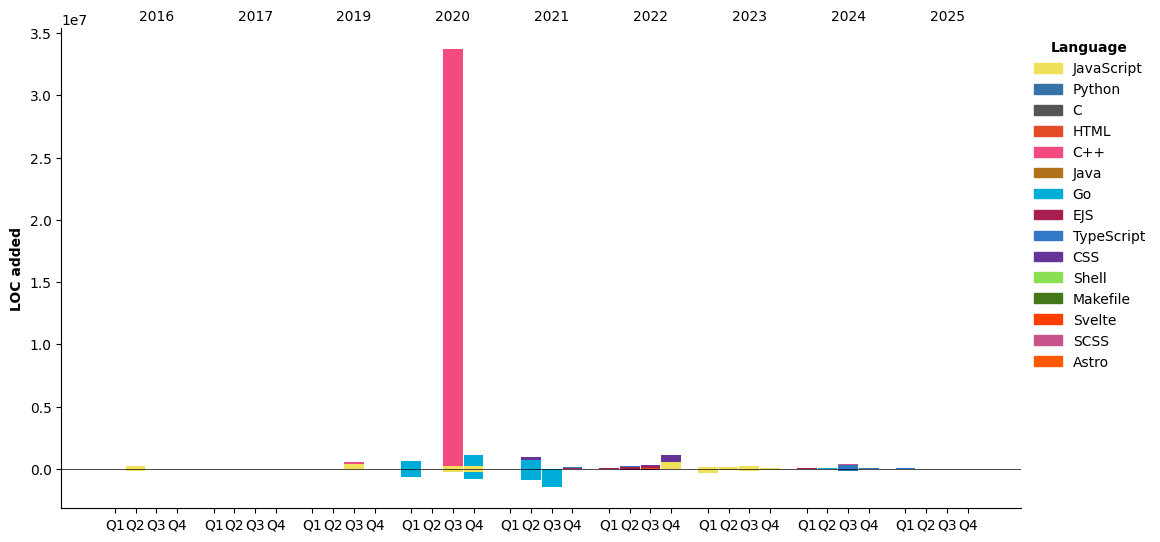 2016 2017 2019 2020 2021 2022 2023 2024 2025
1e7
3.5
3.0
2.5
2.0
1.5
1.0
0.5
0.0
LOC added
Q1 Q2 Q3 Q4 Q1 Q2 Q3 Q4 Q1 Q2 Q3 Q4 Q1 Q2 Q3 Q4 Q1 Q2 Q3 Q4 Q1 Q2 Q3 Q4 Q1 Q2 Q3 Q4 Q1 Q2 Q3 Q4 Q1 Q2 Q3 Q4
Language
JavaScript
Python
C
HTML
C++
Java
Go
EJS
TypeScript
CSS
Shell
Makefile
Svelte
SCSS
Astro